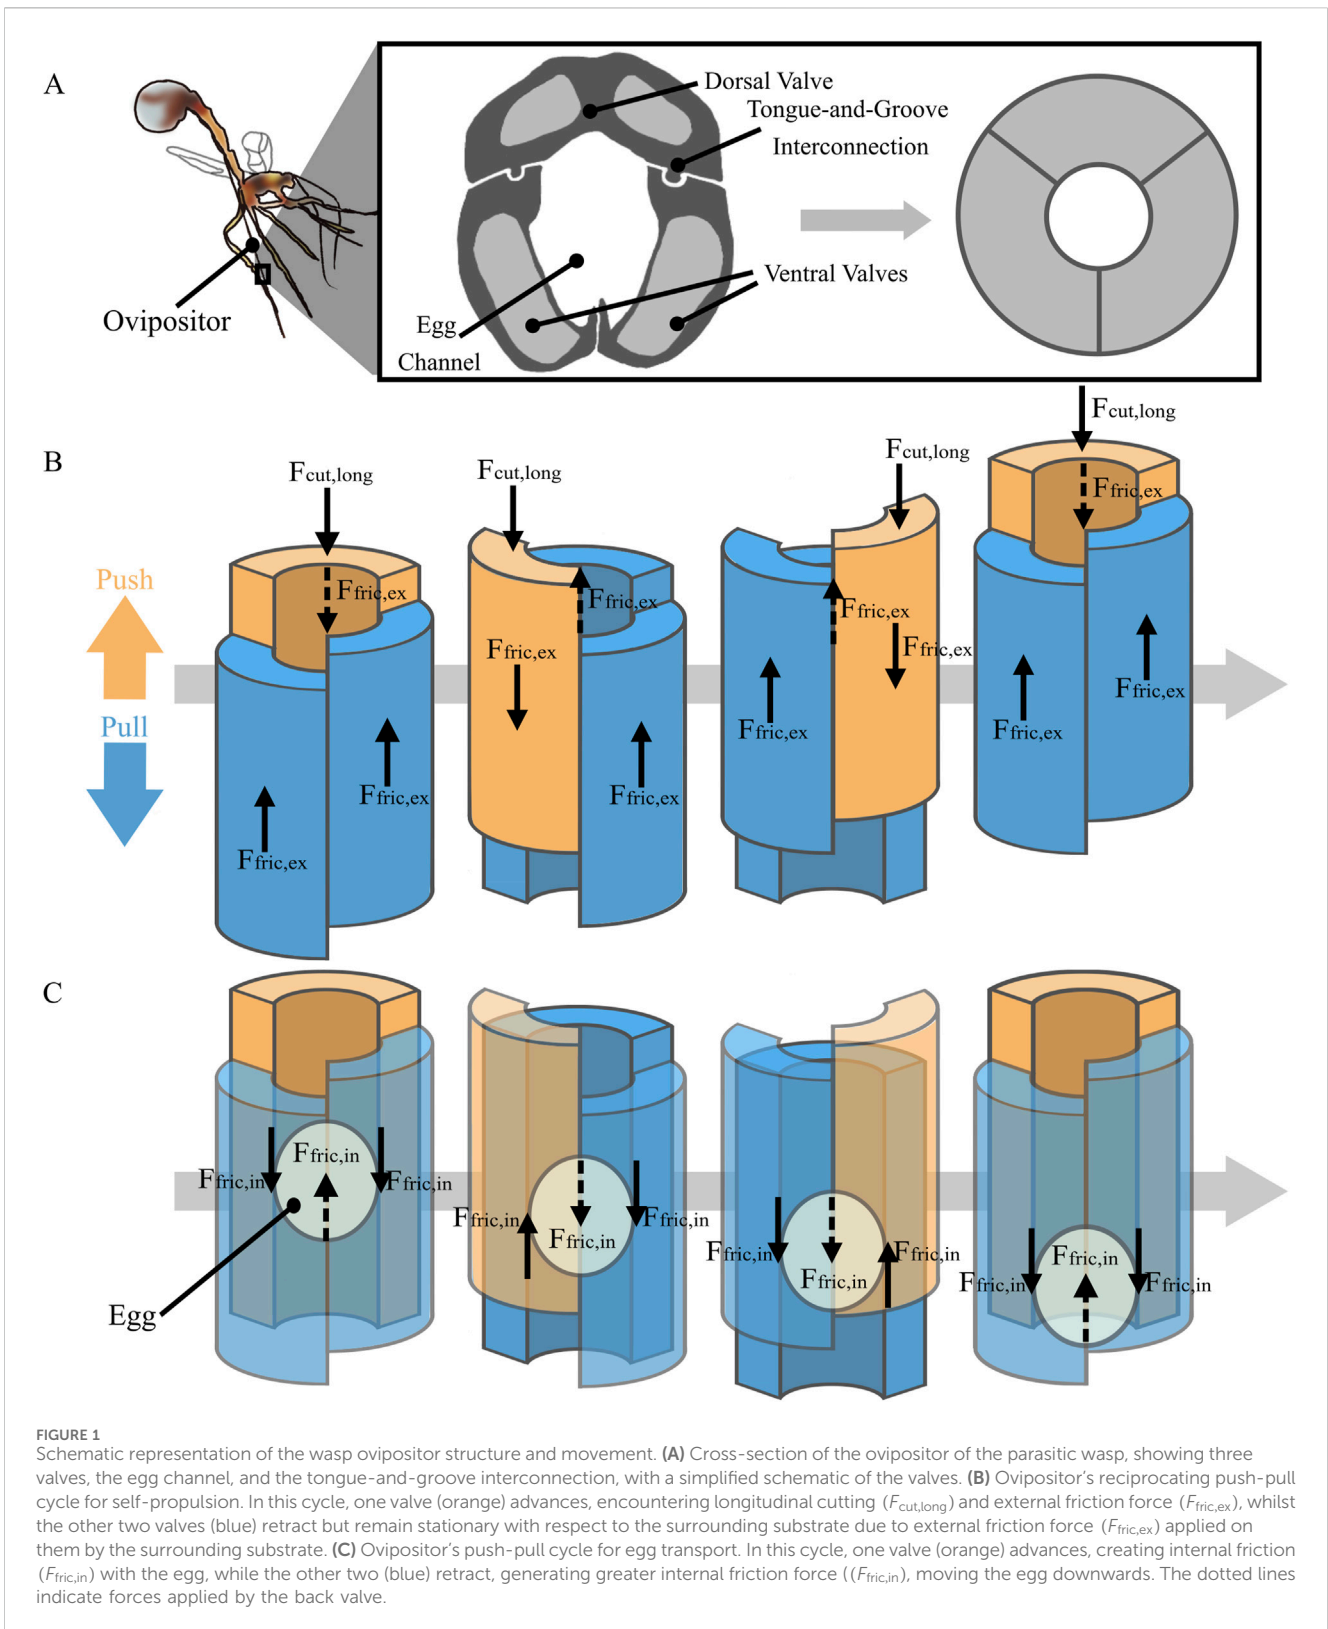 A
Dorsal Valve
Tongue-and-Groove
Interconnection
Ventral Valves
Egg
Channel
Ovipositor
B
Push
Pull
Fcut,long
Fcut,long
Fcut,long
Fcut,long
Ffric,ex
Ffric,ex
Ffric,ex
Ffric,ex
Ffric,ex
Ffric,ex
Ffric,ex
Ffric,ex
Ffric,ex
Ffric,ex
Ffric,ex
Ffric,ex
C
Ffric,in
Ffric,in
Ffric,in
Ffric,in
Ffric,in
Ffric,in
Ffric,in
Ffric,in
Ffric,in
Ffric,in
Ffric,in
Ffric,in
Egg
FIGURE 1
Schematic representation of the wasp ovipositor structure and movement. (A) Cross-section of the ovipositor of the parasitic wasp, showing three
valves, the egg channel, and the tongue-and-groove interconnection, with a simplified schematic of the valves. (B) Ovipositor's reciprocating push-pull
cycle for self-propulsion. In this cycle, one valve (orange) advances, encountering longitudinal cutting (Fcut,long) and external friction force (Ffric,ex), whilst
the other two valves (blue) retract but remain stationary with respect to the surrounding substrate due to external friction force (Ffric,ex) applied on
them by the surrounding substrate. (C) Ovipositor's push-pull cycle for egg transport. In this cycle, one valve (orange) advances, creating internal friction
(Ffric,in) with the egg, while the other two (blue) retract, generating greater internal friction force ((Ffric,in), moving the egg downwards. The dotted lines
indicate forces applied by the back valve.